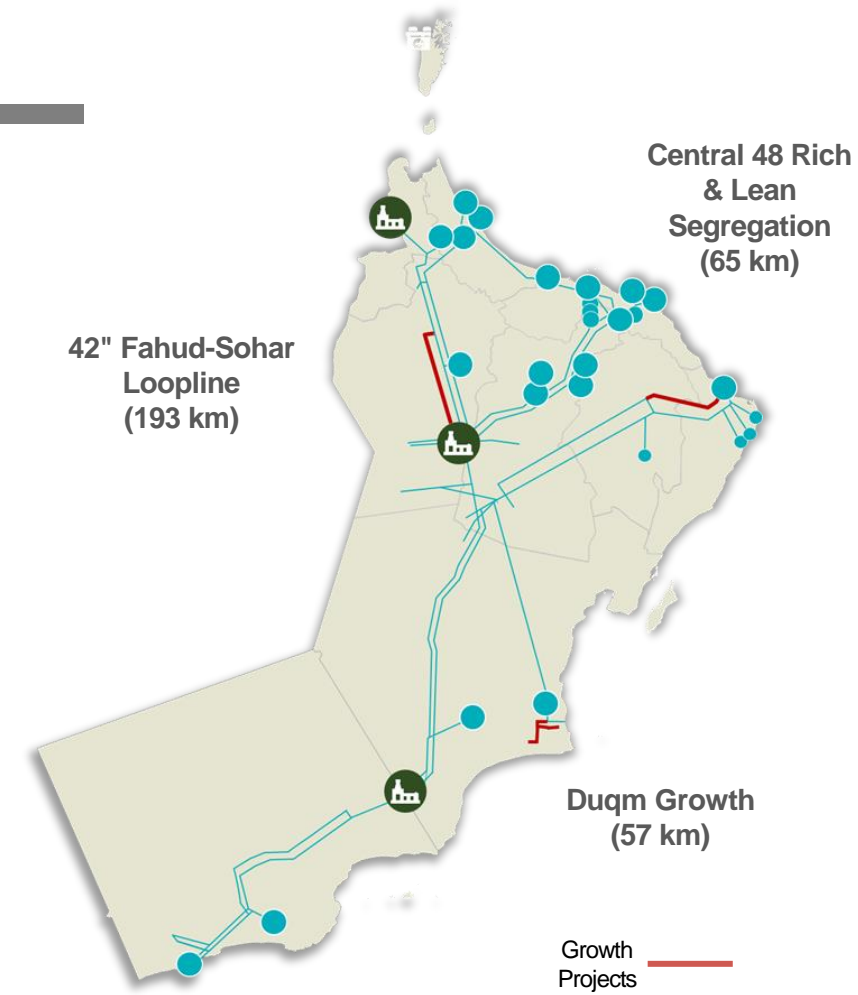 Central 48 Rich
& Lean
Segregation
(65 km)
42" Fahud-Sohar
Loopline
(193 km)
Duqm Growth
(57 km)
Growth
Projects